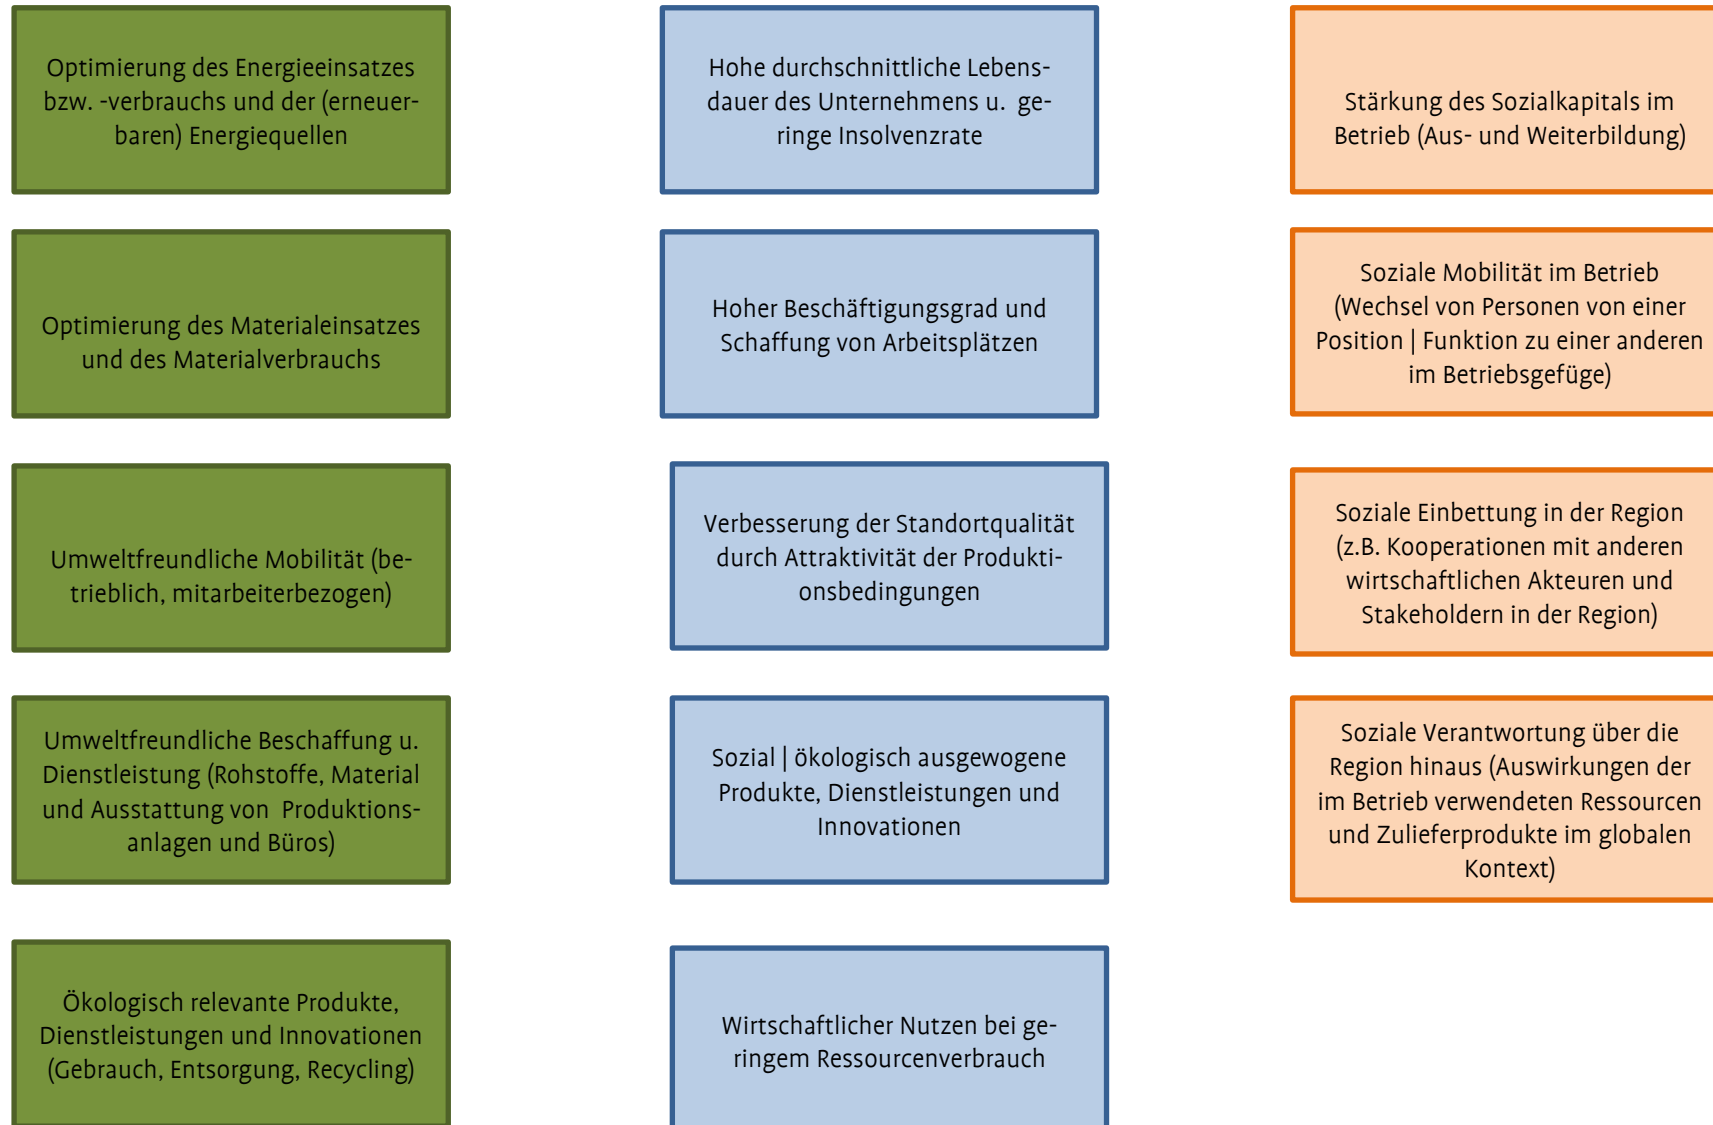 Optimierung des Energieeinsatzes
bzw. -verbrauchs und der (erneuer-
baren) Energiequellen
Hohe durchschnittliche Lebens-
dauer des Unternehmens u.  ge-
ringe Insolvenzrate
Stärkung des Sozialkapitals im
Betrieb (Aus- und Weiterbildung)
Optimierung des Materialeinsatzes
und des Materialverbrauchs
Hoher Beschäftigungsgrad und
Schaffung von Arbeitsplätzen
Soziale Mobilität im Betrieb
(Wechsel von Personen von einer
Position | Funktion zu einer anderen
im Betriebsgefüge)
Umweltfreundliche Mobilität (be-
trieblich, mitarbeiterbezogen)
Verbesserung der Standortqualität
durch Attraktivität der Produkti-
onsbedingungen
Soziale Einbettung in der Region
(z.B. Kooperationen mit anderen
wirtschaftlichen Akteuren und
Stakeholdern in der Region)
Umweltfreundliche Beschaffung u.
Dienstleistung (Rohstoffe, Material
und Ausstattung von  Produktions-
anlagen und Büros)
Sozial | ökologisch ausgewogene
Produkte, Dienstleistungen und
Innovationen
Soziale Verantwortung über die
Region hinaus (Auswirkungen der
im Betrieb verwendeten Ressourcen
und Zulieferprodukte im globalen
Kontext)
Ökologisch relevante Produkte,
Dienstleistungen und Innovationen
(Gebrauch, Entsorgung, Recycling)
Wirtschaftlicher Nutzen bei ge-
ringem Ressourcenverbrauch